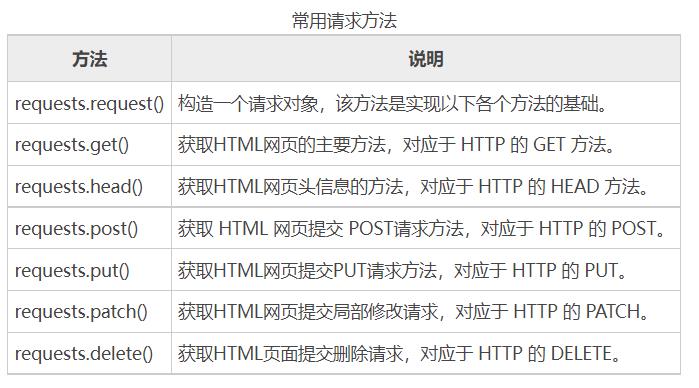 常用请求方法
方法 说明
requests.request() 构造一个请求对象，该方法是实现以下各个方法的基础。
requests.get() 获取HTML网页的主要方法，对应于 HTTP 的 GET 方法。
requests.head() 获取HTML网页头信息的方法，对应于 HTTP 的 HEAD 方法。
requests.post() 获取 HTML 网页提交 POST请求方法，对应于 HTTP 的 POST。
requests.put() 获取HTML网页提交PUT请求方法，对应于 HTTP 的 PUT。
requests.patch() 获取HTML网页提交局部修改请求，对应于 HTTP 的 PATCH。
requests.delete() 获取HTML页面提交删除请求，对应于 HTTP 的 DELETE。